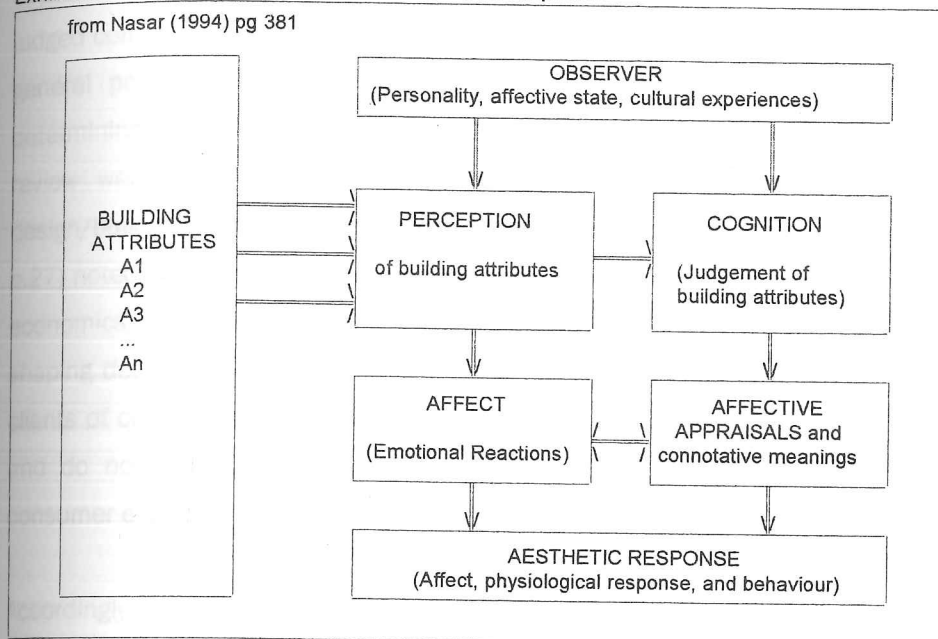 from Nasar (1994) pg 381
OBSERVER
(Personality, affective state, cultural experiences)
BUILDING
ATTRIBUTES
A1
A2
A3
...
An
PERCEPTION
of building attributes
COGNITION
(Judgement of
building attributes)
AFFECT
(Emotional Reactions)
AFFECTIVE
APPRAISALS and
connotative meanings
AESTHETIC RESPONSE
(Affect, physiological response, and behaviour)